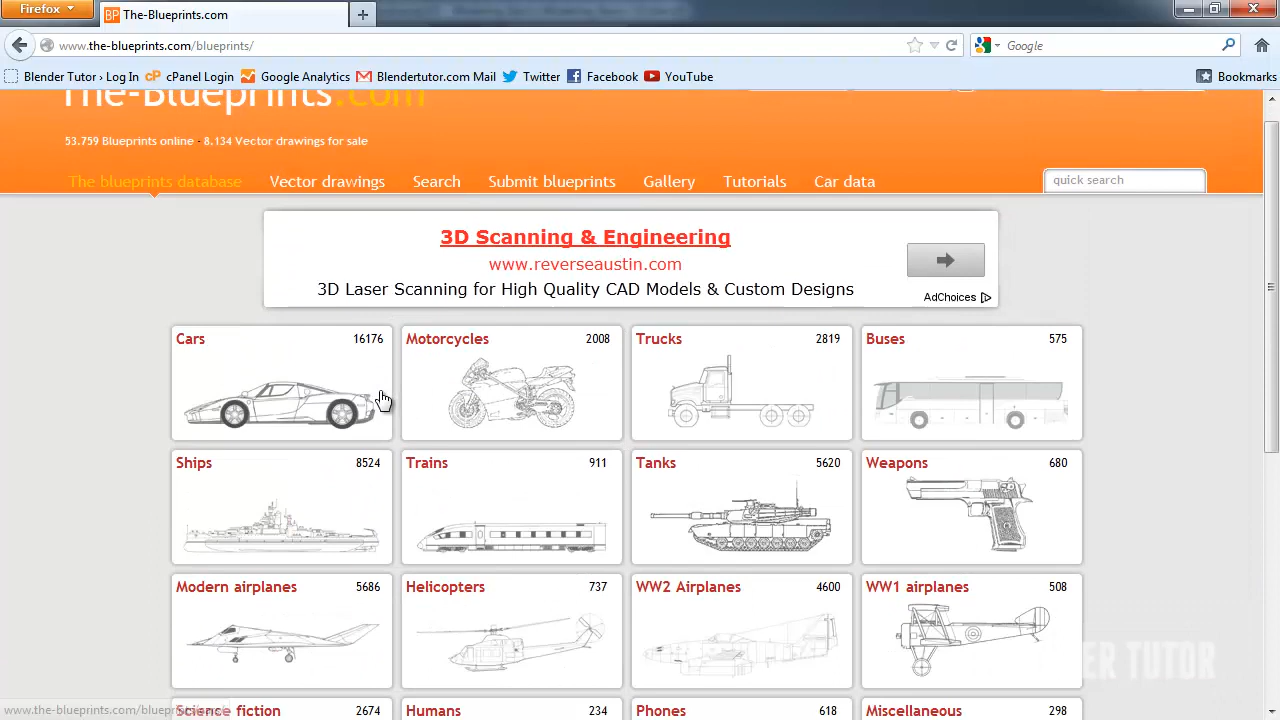 Firefox
BP The-Blueprints.com
www.the-blueprints.com/blueprints/
Google
Blender Tutor › Log In
cPanel Login
Google Analytics
Blendertutor.com Mail
Twitter
Facebook
YouTube
Bookmarks
The-Blueprints.com
53.759 Blueprints online - 8.134 Vector drawings for sale
The blueprints database
Vector drawings
Search
Submit blueprints
Gallery
Tutorials
Car data
quick search
3D Scanning & Engineering
www.reverseaustin.com
3D Laser Scanning for High Quality CAD Models & Custom Designs
AdChoices
Cars 16176
Motorcycles 2008
Trucks 2819
Buses 575
Ships 8524
Trains 911
Tanks 5620
Weapons 680
Modern airplanes 5686
Helicopters 737
WW2 Airplanes 4600
WW1 airplanes 508
Science fiction 2674
Humans 234
Phones 618
Miscellaneous 298
ER TUTOR